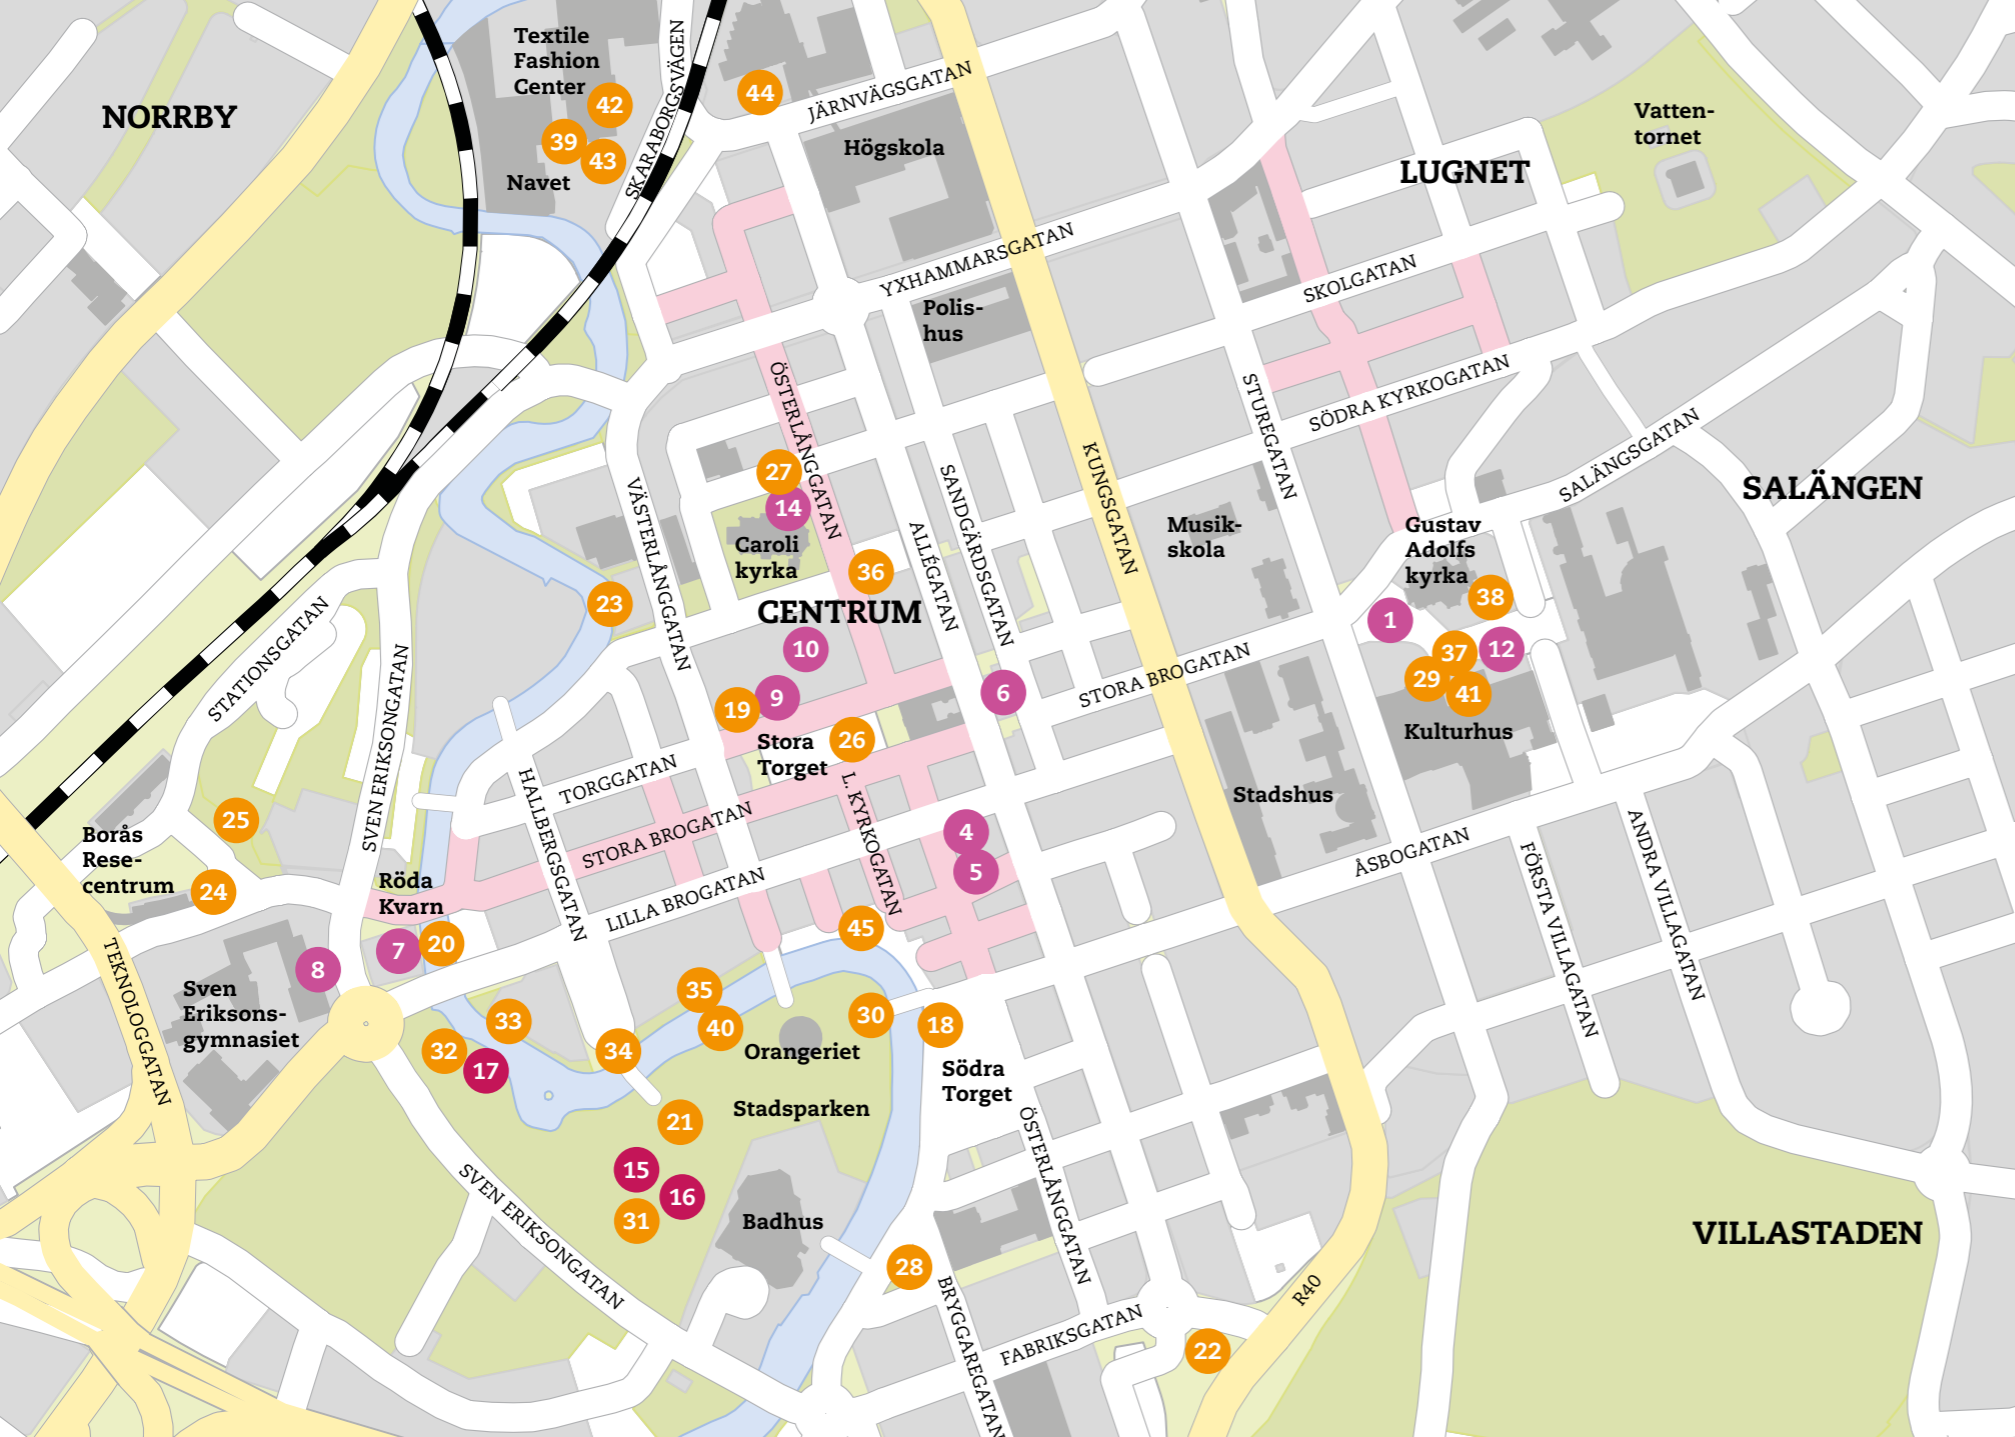 Textile
Fashion
Center
42
39
43
Navet
SKARABORGSVÄGEN
44
JÄRNVÄGSGATAN
Högskola
NORRBY
Vatten-
tornet
LUGNET
YXHAMMARSGATAN
SKOLGATAN
Polis-
hus
ÖSTERLÅNGGATAN
STUREGATAN
SÖDRA KYRKOGATAN
SALÄNGSGATAN
SALÄNGEN
27
14
Caroli
kyrka
VÄSTERLÅNGGATAN
SANDGÄRDSGATAN
ALLÉGATAN
KUNGSGATAN
Musik-
skola
Gustav
Adolfs
kyrka
38
36
CENTRUM
23
1
10
37
12
29
41
Kulturhus
STATIONSGATAN
SVEN ERIKSONGATAN
9
19
6
STORA BROGATAN
Stora
Torget
26
TORGGATAN
HALLBERGSGATAN
STORA BROGATAN
L. KYRKOGATAN
Stadshus
25
Borås
Rese-
centrum
24
4
5
ÅSBOGATAN
FÖRSTA VILLAGATAN
ANDRA VILLAGATAN
Röda
Kvarn
LILLA BROGATAN
7
20
45
8
TEKNOLOGGATAN
Sven
Eriksons-
gymnasiet
35
33
40
30
18
32
17
34
Orangeriet
Södra
Torget
Stadsparken
21
15
16
31
Badhus
SVEN ERIKSONGATAN
ÖSTERLÅNGGATAN
VILLASTADEN
28
BRYGGAREGATAN
FABRIKSGATAN
R40
22